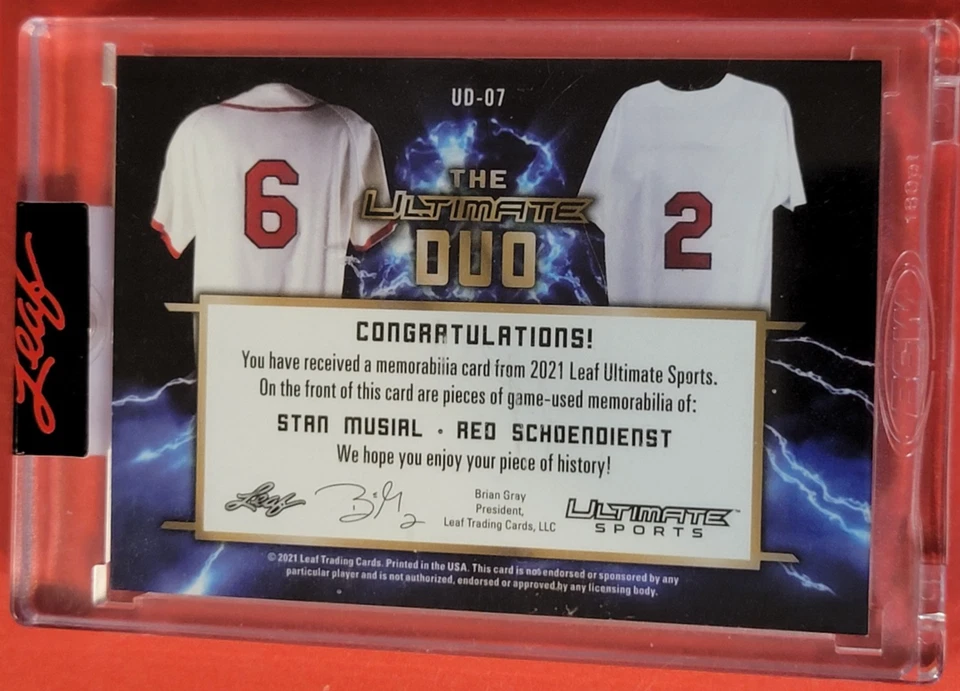 UD-07
6
2
THE
ULTIMATE
DUO
Leaf
180pt
CONGRATULATIONS!
You have received a memorabilia card from 2021 Leaf Ultimate Sports.
On the front of this card are pieces of game-used memorabilia of:
STAN MUSIAL • RED SCHOENDIENST
We hope you enjoy your piece of history!
Leaf
Brian Gray
President,
Leaf Trading Cards, LLC
ULTIMATE™
SPORTS
© 2021 Leaf Trading Cards. Printed in the USA. This card is not endorsed or sponsored by any
particular player and is not authorized, endorsed or approved by any licensing body.